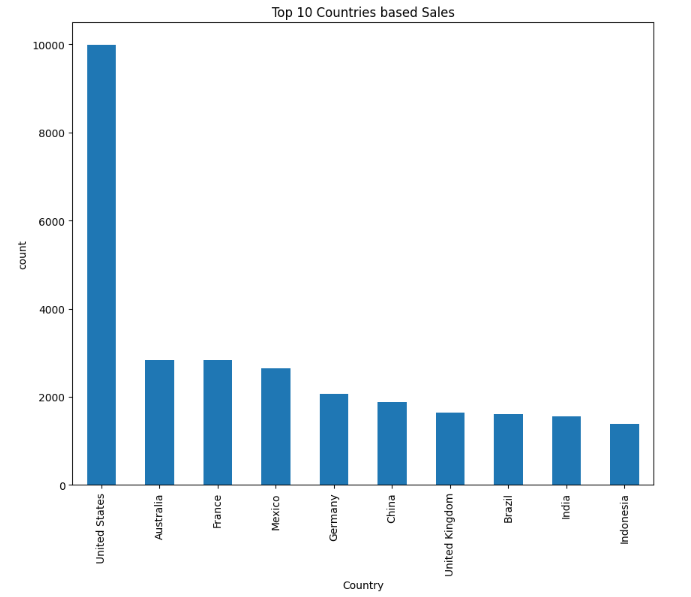 Top 10 Countries based Sales
10000
8000
6000
4000
2000
0
count
United States
Australia
France
Mexico
Germany
China
United Kingdom
Brazil
India
Indonesia
Country